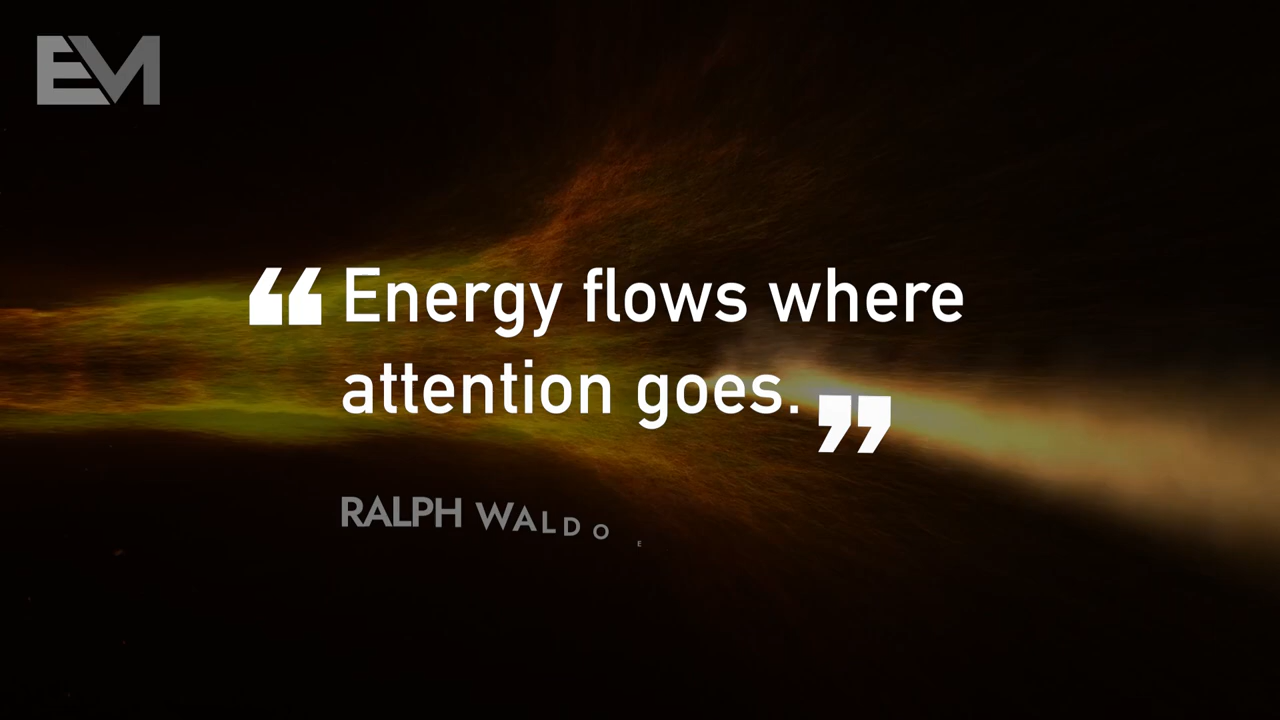 EM
“Energy flows where
attention goes.”
RALPH WALDO E